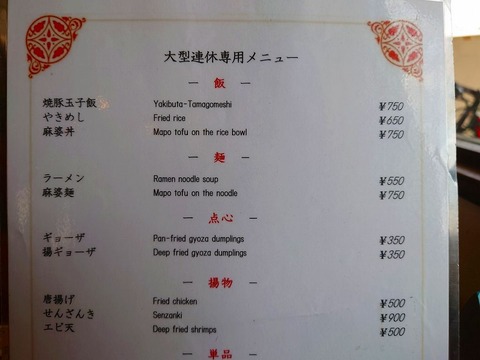 大型連休専用メニュー
— 飯 —
焼豚玉子飯 Yakibuta-Tamagomeshi ¥750
やきめし Fried rice ¥650
麻婆丼 Mapo tofu on the rice bowl ¥750
— 麺 —
ラーメン Ramen noodle soup ¥550
麻婆麺 Mapo tofu on the noodle ¥750
— 点心 —
ギョーザ Pan-fried gyoza dumplings ¥350
揚ギョーザ Deep fried gyoza dumplings ¥350
— 揚物 —
唐揚げ Fried chicken ¥500
せんざんき Senzanki ¥900
エビ天 Deep fried shrimps ¥500
— 単品 —